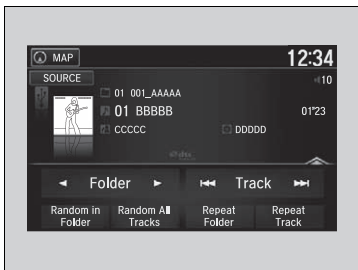 MAP 12:34
SOURCE 10
01 001_AAAAA
01 BBBBB 01"23
CCCCC DDDDD
Folder Track
Random in Folder Random All Tracks Repeat Folder Repeat Track